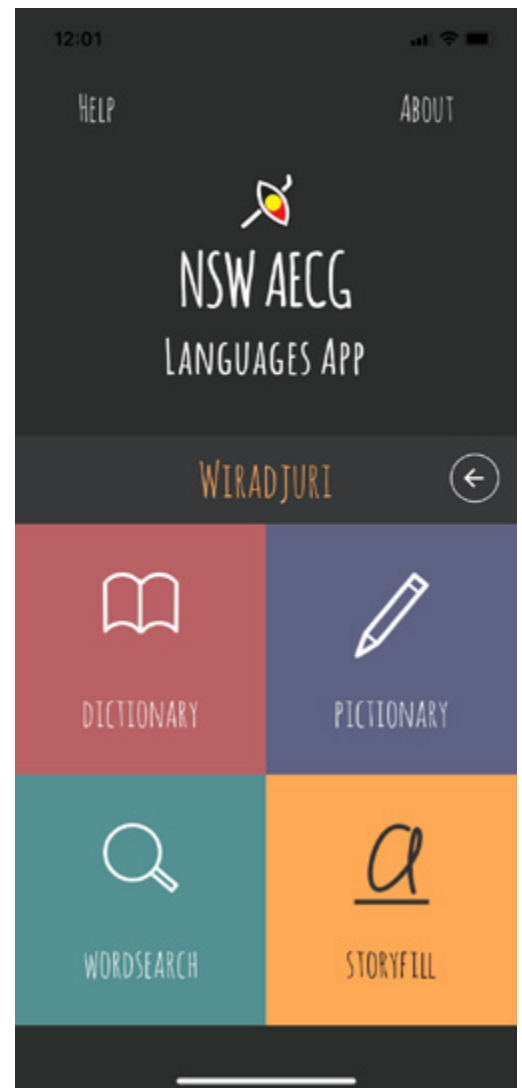 12:01
Help About
NSW AECG
Languages App
Wiradjuri
DICTIONARY PICTIONARY
a
WORDSEARCH STORYFILL